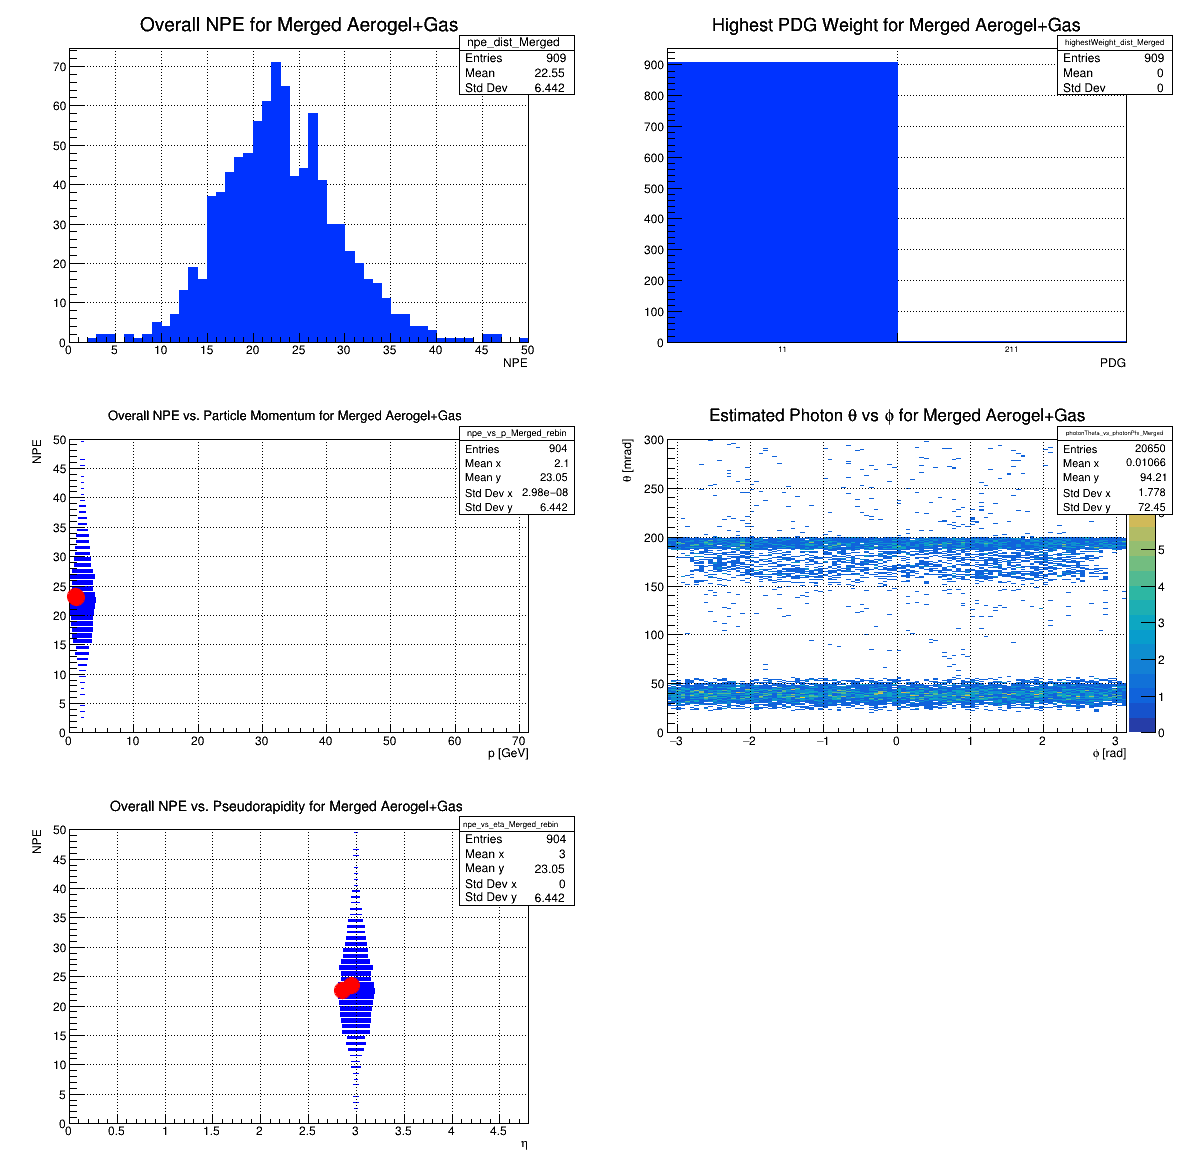 Overall NPE for Merged Aerogel+Gas
npe_dist_Merged
Entries 909
Mean 22.55
Std Dev 6.442
70
60
50
40
30
20
10
0
0 5 10 15 20 25 30 35 40 45 50
NPE
Highest PDG Weight for Merged Aerogel+Gas
highestWeight_dist_Merged
Entries 909
Mean 0
Std Dev 0
900
800
700
600
500
400
300
200
100
0
11 211
PDG
Overall NPE vs. Particle Momentum for Merged Aerogel+Gas
npe_vs_p_Merged_rebin
Entries 904
Mean x 2.1
Mean y 23.05
Std Dev x 2.98e−08
Std Dev y 6.442
NPE
50
45
40
35
30
25
20
15
10
5
0
0 10 20 30 40 50 60 70
p [GeV]
Estimated Photon θ vs ϕ for Merged Aerogel+Gas
photonTheta_vs_photonPhi_Merged
Entries 20650
Mean x 0.01066
Mean y 94.21
Std Dev x 1.778
Std Dev y 72.45
θ [mrad]
300
250
200
150
100
50
0
−3 −2 −1 0 1 2 3
ϕ [rad]
5
4
3
2
1
0
Overall NPE vs. Pseudorapidity for Merged Aerogel+Gas
npe_vs_eta_Merged_rebin
Entries 904
Mean x 3
Mean y 23.05
Std Dev x 0
Std Dev y 6.442
NPE
50
45
40
35
30
25
20
15
10
5
0
0 0.5 1 1.5 2 2.5 3 3.5 4 4.5
η